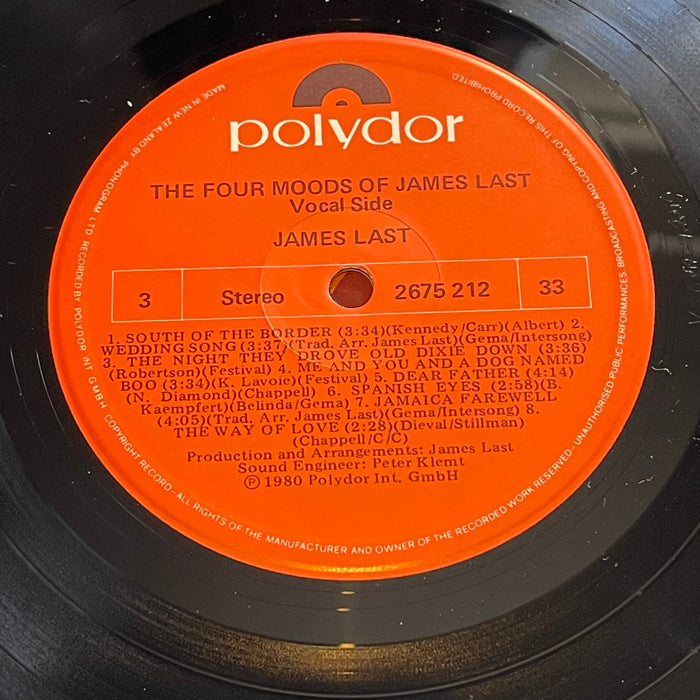 polydor
THE FOUR MOODS OF JAMES LAST
Vocal Side
JAMES LAST
3 Stereo 2675 212 33
1. SOUTH OF THE BORDER (3:34)(Kennedy/Carr)(Albert) 2.
WEDDING SONG (3:37)(Trad. Arr. James Last)(Gema/Intersong)
3. THE NIGHT THEY DROVE OLD DIXIE DOWN (3:36)
(Robertson)(Festival) 4. ME AND YOU AND A DOG NAMED
BOO (3:34)(K. Lavoie)(Festival) 5. DEAR FATHER (4:14)
(N. Diamond)(Chappell) 6. SPANISH EYES (2:58)(B.
Kaempfert)(Belinda/Gema) 7. JAMAICA FAREWELL
(4:05)(Trad. Arr. James Last)(Gema/Intersong) 8.
THE WAY OF LOVE (2:28)(Dieval/Stillman)
(Chappell/C/C)
Production and Arrangements: James Last
Sound Engineer: Peter Klemt
℗ 1980 Polydor Int. GmbH
MADE IN NEW ZEALAND BY PHONOGRAM LTD RECORDED BY POLYDOR INT GMBH COPYRIGHT RECORD - ALL RIGHTS OF THE MANUFACTURER AND OWNER OF THE RECORDED WORK RESERVED - UNAUTHORISED PUBLIC PERFORMANCES BROADCASTING AND COPYING OF THIS RECORD PROHIBITED